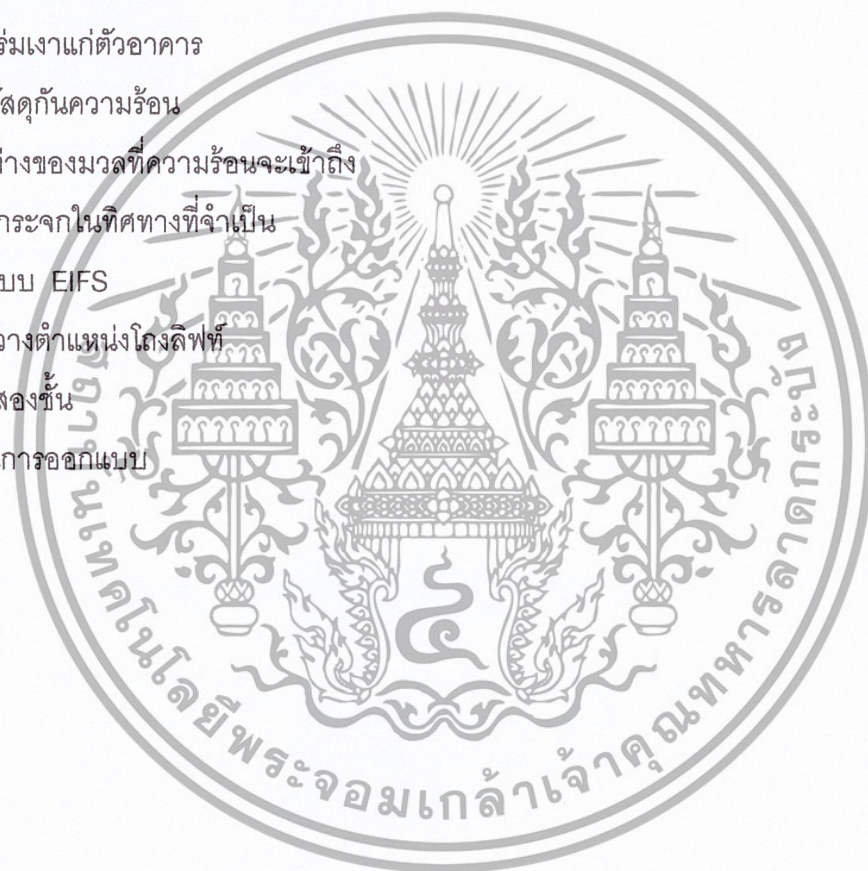 ร่มเงาแก่ตัวอาคาร
สดุกันความร้อน
ของมวลที่ความร้อนจะเข้าถึง
กระจกในทิศทางที่จำเป็น
บบ EIFS
วางตำแหน่งโถงลิฟท์
สองชั้น
การออกแบบ
สถาบันเทคโนโลยีพระจอมเกล้าเจ้าคุณทหารลาดกระบัง
๔